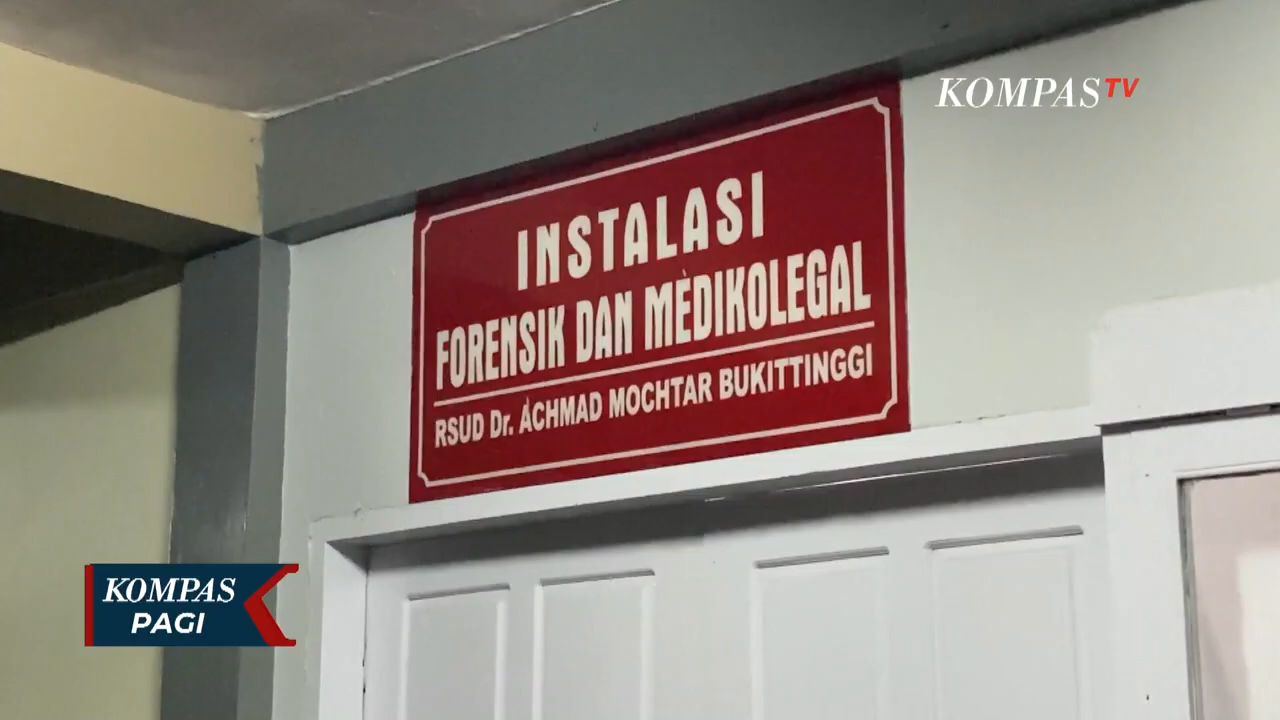 KOMPASTV
INSTALASI
FORENSIK DAN MEDIKOLEGAL
RSUD Dr. ACHMAD MOCHTAR BUKITTINGGI
KOMPAS
PAGI